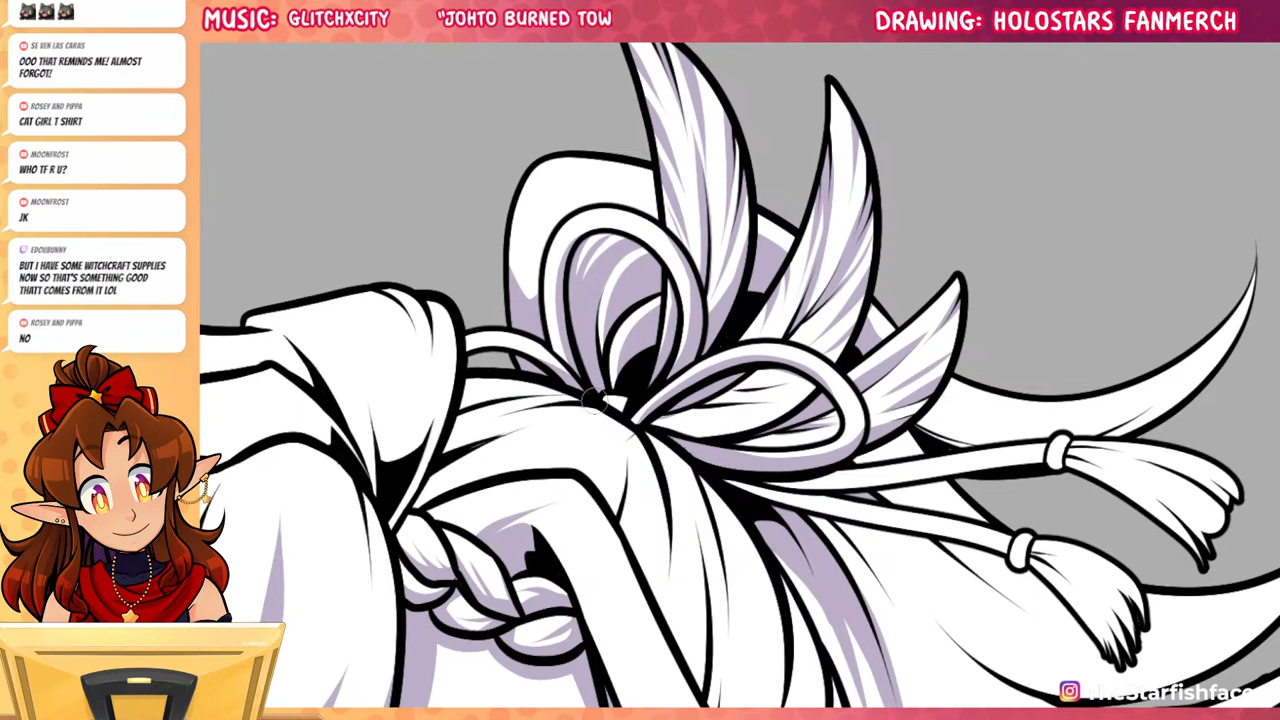 MUSIC: GLITCHXCITY "JOHTO BURNED TOW
DRAWING: HOLOSTARS FANMERCH
SE VEN LAS CARAS
OOO THAT REMINDS ME! ALMOST
FORGOT!
ROSEY AND PIPPA
CAT GIRL T SHIRT
MOONFROST
WHO TF R U?
MOONFROST
JK
EDOUBUNNY
BUT I HAVE SOME WITCHCRAFT SUPPLIES
NOW SO THAT'S SOMETHING GOOD
THATT COMES FROM IT LOL
ROSEY AND PIPPA
NO
TheStarfishface